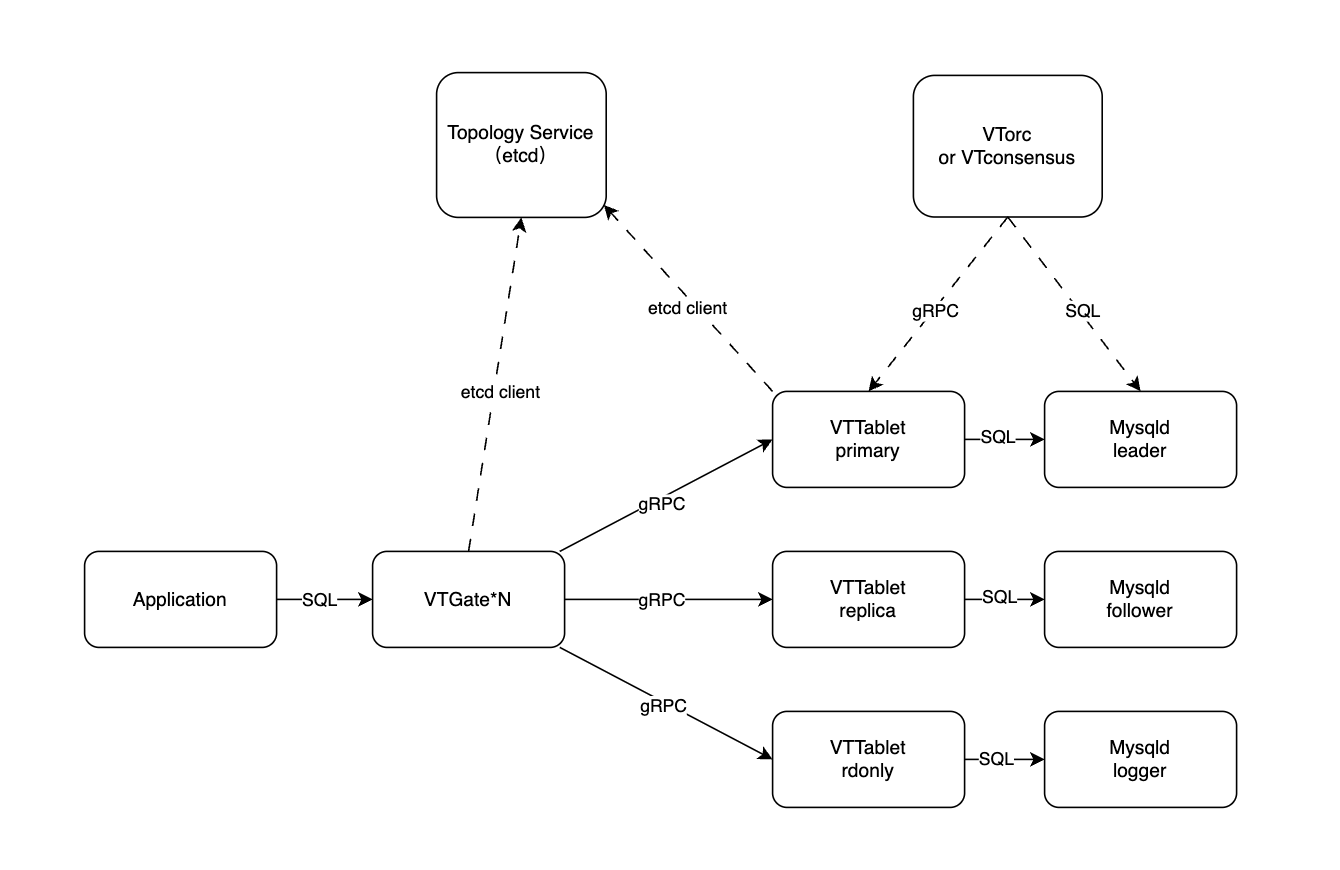 Topology Service
（etcd）
VTorc
or VTconsensus
etcd client
gRPC
SQL
etcd client
VTTablet
primary
SQL
Mysqld
leader
gRPC
Application
SQL
VTGate*N
gRPC
VTTablet
replica
SQL
Mysqld
follower
gRPC
VTTablet
rdonly
SQL
Mysqld
logger